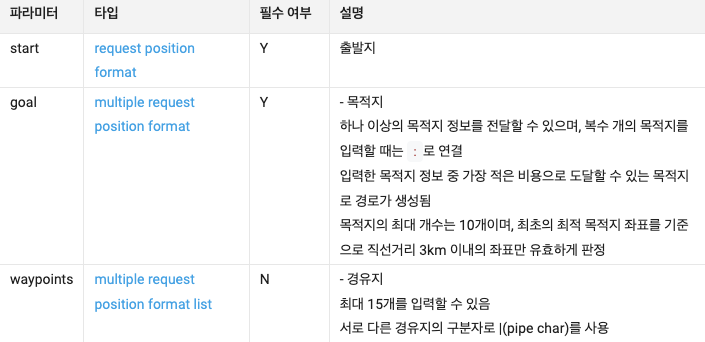 파라미터 타입 필수 여부 설명
start request position format Y 출발지
goal multiple request position format Y - 목적지
하나 이상의 목적지 정보를 전달할 수 있으며, 복수 개의 목적지를
입력할 때는 : 로 연결
입력한 목적지 정보 중 가장 적은 비용으로 도달할 수 있는 목적지
로 경로가 생성됨
목적지의 최대 개수는 10개이며, 최초의 최적 목적지 좌표를 기준
으로 직선거리 3km 이내의 좌표만 유효하게 판정
waypoints multiple request position format list N - 경유지
최대 15개를 입력할 수 있음
서로 다른 경유지의 구분자로 |(pipe char)를 사용